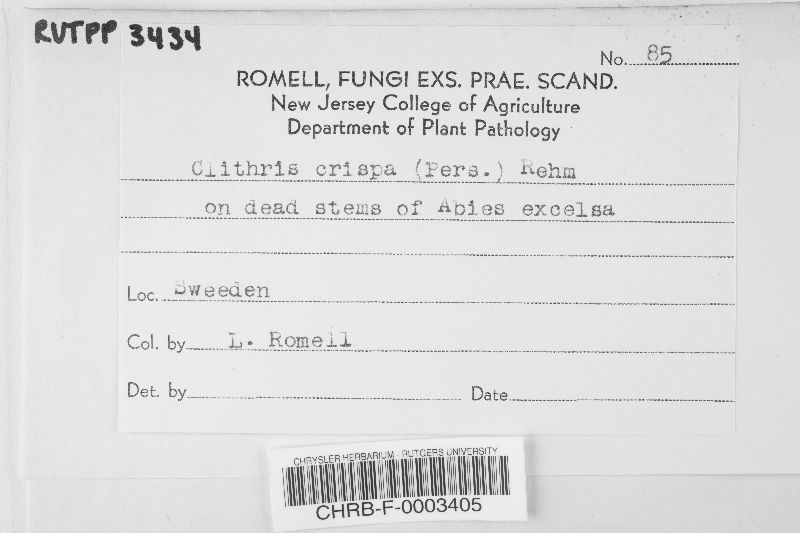 RUTPP 3434
No. 85
ROMELL, FUNGI EXS. PRAE. SCAND.
New Jersey College of Agriculture
Department of Plant Pathology
Clithris crispa (Pers.) Rehm
on dead stems of Abies excelsa
Loc. Sweeden
Col. by L. Romell
Det. by Date
CHRYSLER HERBARIUM - RUTGERS UNIVERSITY
CHRB-F-0003405